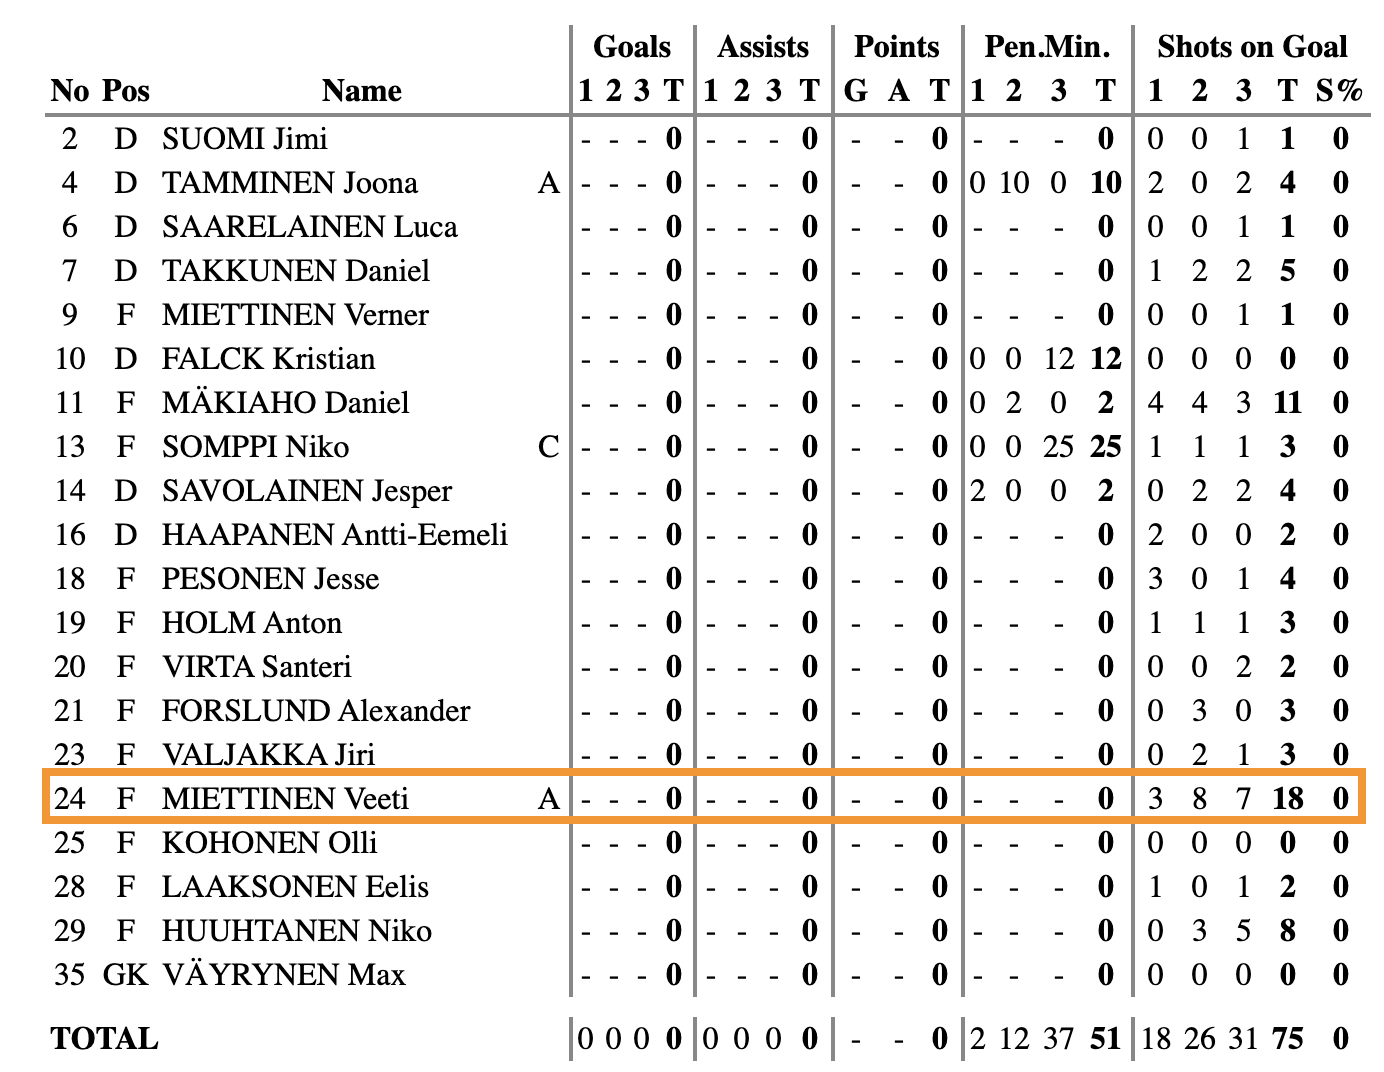 Goals Assists Points Pen.Min. Shots on Goal
No Pos Name 1 2 3 T 1 2 3 T G A T 1 2 3 T 1 2 3 T S%
2 D SUOMI Jimi - - - 0 - - - 0 - - 0 - - - 0 0 0 1 1 0
4 D TAMMINEN Joona A - - - 0 - - - 0 - - 0 0 10 0 10 2 0 2 4 0
6 D SAARELAINEN Luca - - - 0 - - - 0 - - 0 - - - 0 0 0 1 1 0
7 D TAKKUNEN Daniel - - - 0 - - - 0 - - 0 - - - 0 1 2 2 5 0
9 F MIETTINEN Verner - - - 0 - - - 0 - - 0 - - - 0 0 0 1 1 0
10 D FALCK Kristian - - - 0 - - - 0 - - 0 0 0 12 12 0 0 0 0 0
11 F MÄKIAHO Daniel - - - 0 - - - 0 - - 0 0 2 0 2 4 4 3 11 0
13 F SOMPPI Niko C - - - 0 - - - 0 - - 0 0 0 25 25 1 1 1 3 0
14 D SAVOLAINEN Jesper - - - 0 - - - 0 - - 0 2 0 0 2 0 2 2 4 0
16 D HAAPANEN Antti-Eemeli - - - 0 - - - 0 - - 0 - - - 0 2 0 0 2 0
18 F PESONEN Jesse - - - 0 - - - 0 - - 0 - - - 0 3 0 1 4 0
19 F HOLM Anton - - - 0 - - - 0 - - 0 - - - 0 1 1 1 3 0
20 F VIRTA Santeri - - - 0 - - - 0 - - 0 - - - 0 0 0 2 2 0
21 F FORSLUND Alexander - - - 0 - - - 0 - - 0 - - - 0 0 3 0 3 0
23 F VALJAKKA Jiri - - - 0 - - - 0 - - 0 - - - 0 0 2 1 3 0
24 F MIETTINEN Veeti A - - - 0 - - - 0 - - 0 - - - 0 3 8 7 18 0
25 F KOHONEN Olli - - - 0 - - - 0 - - 0 - - - 0 0 0 0 0 0
28 F LAAKSONEN Eelis - - - 0 - - - 0 - - 0 - - - 0 1 0 1 2 0
29 F HUUHTANEN Niko - - - 0 - - - 0 - - 0 - - - 0 0 3 5 8 0
35 GK VÄYRYNEN Max - - - 0 - - - 0 - - 0 - - - 0 0 0 0 0 0
TOTAL 0 0 0 0 0 0 0 0 - - 0 2 12 37 51 18 26 31 75 0